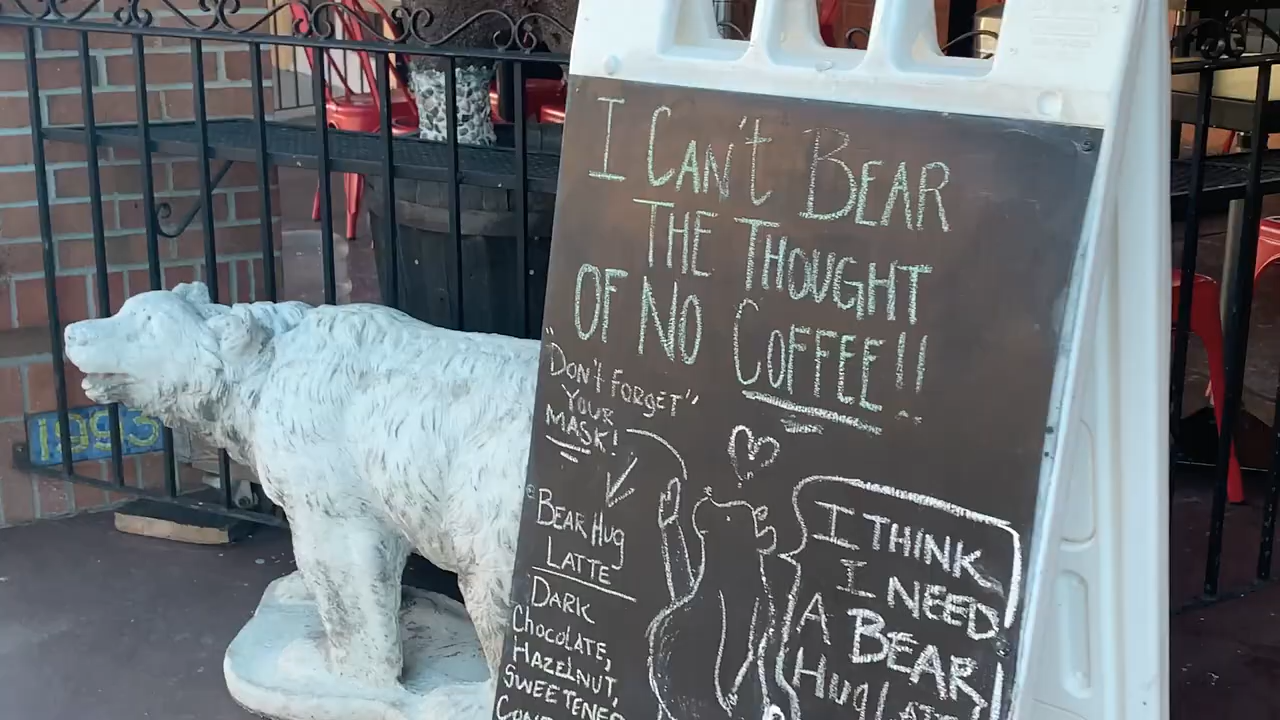 I CAN'T BEAR
THE THOUGHT
OF NO COFFEE!!
"DON'T FORGET"
YOUR
MASK!
BEAR HUG
LATTE
DARK
CHOCOLATE,
HAZELNUT,
SWEETENED
I THINK
I NEED
A BEAR
HUG
1993